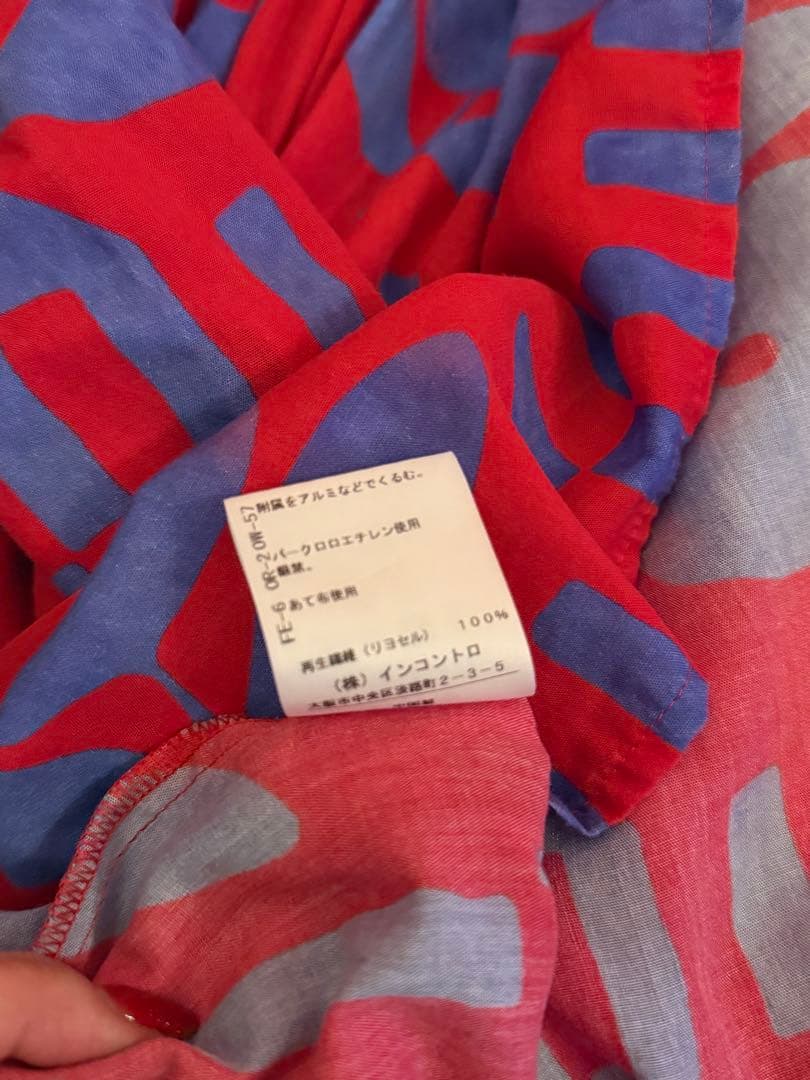 附属をアルミなどでくるむ。
パークロロエチレン使用
厳禁。
あて布使用
再生繊維（リヨセル） 100％
（株）インコントロ
大阪市中央区淡路町2－3－5
FE-6 OR-20W-57